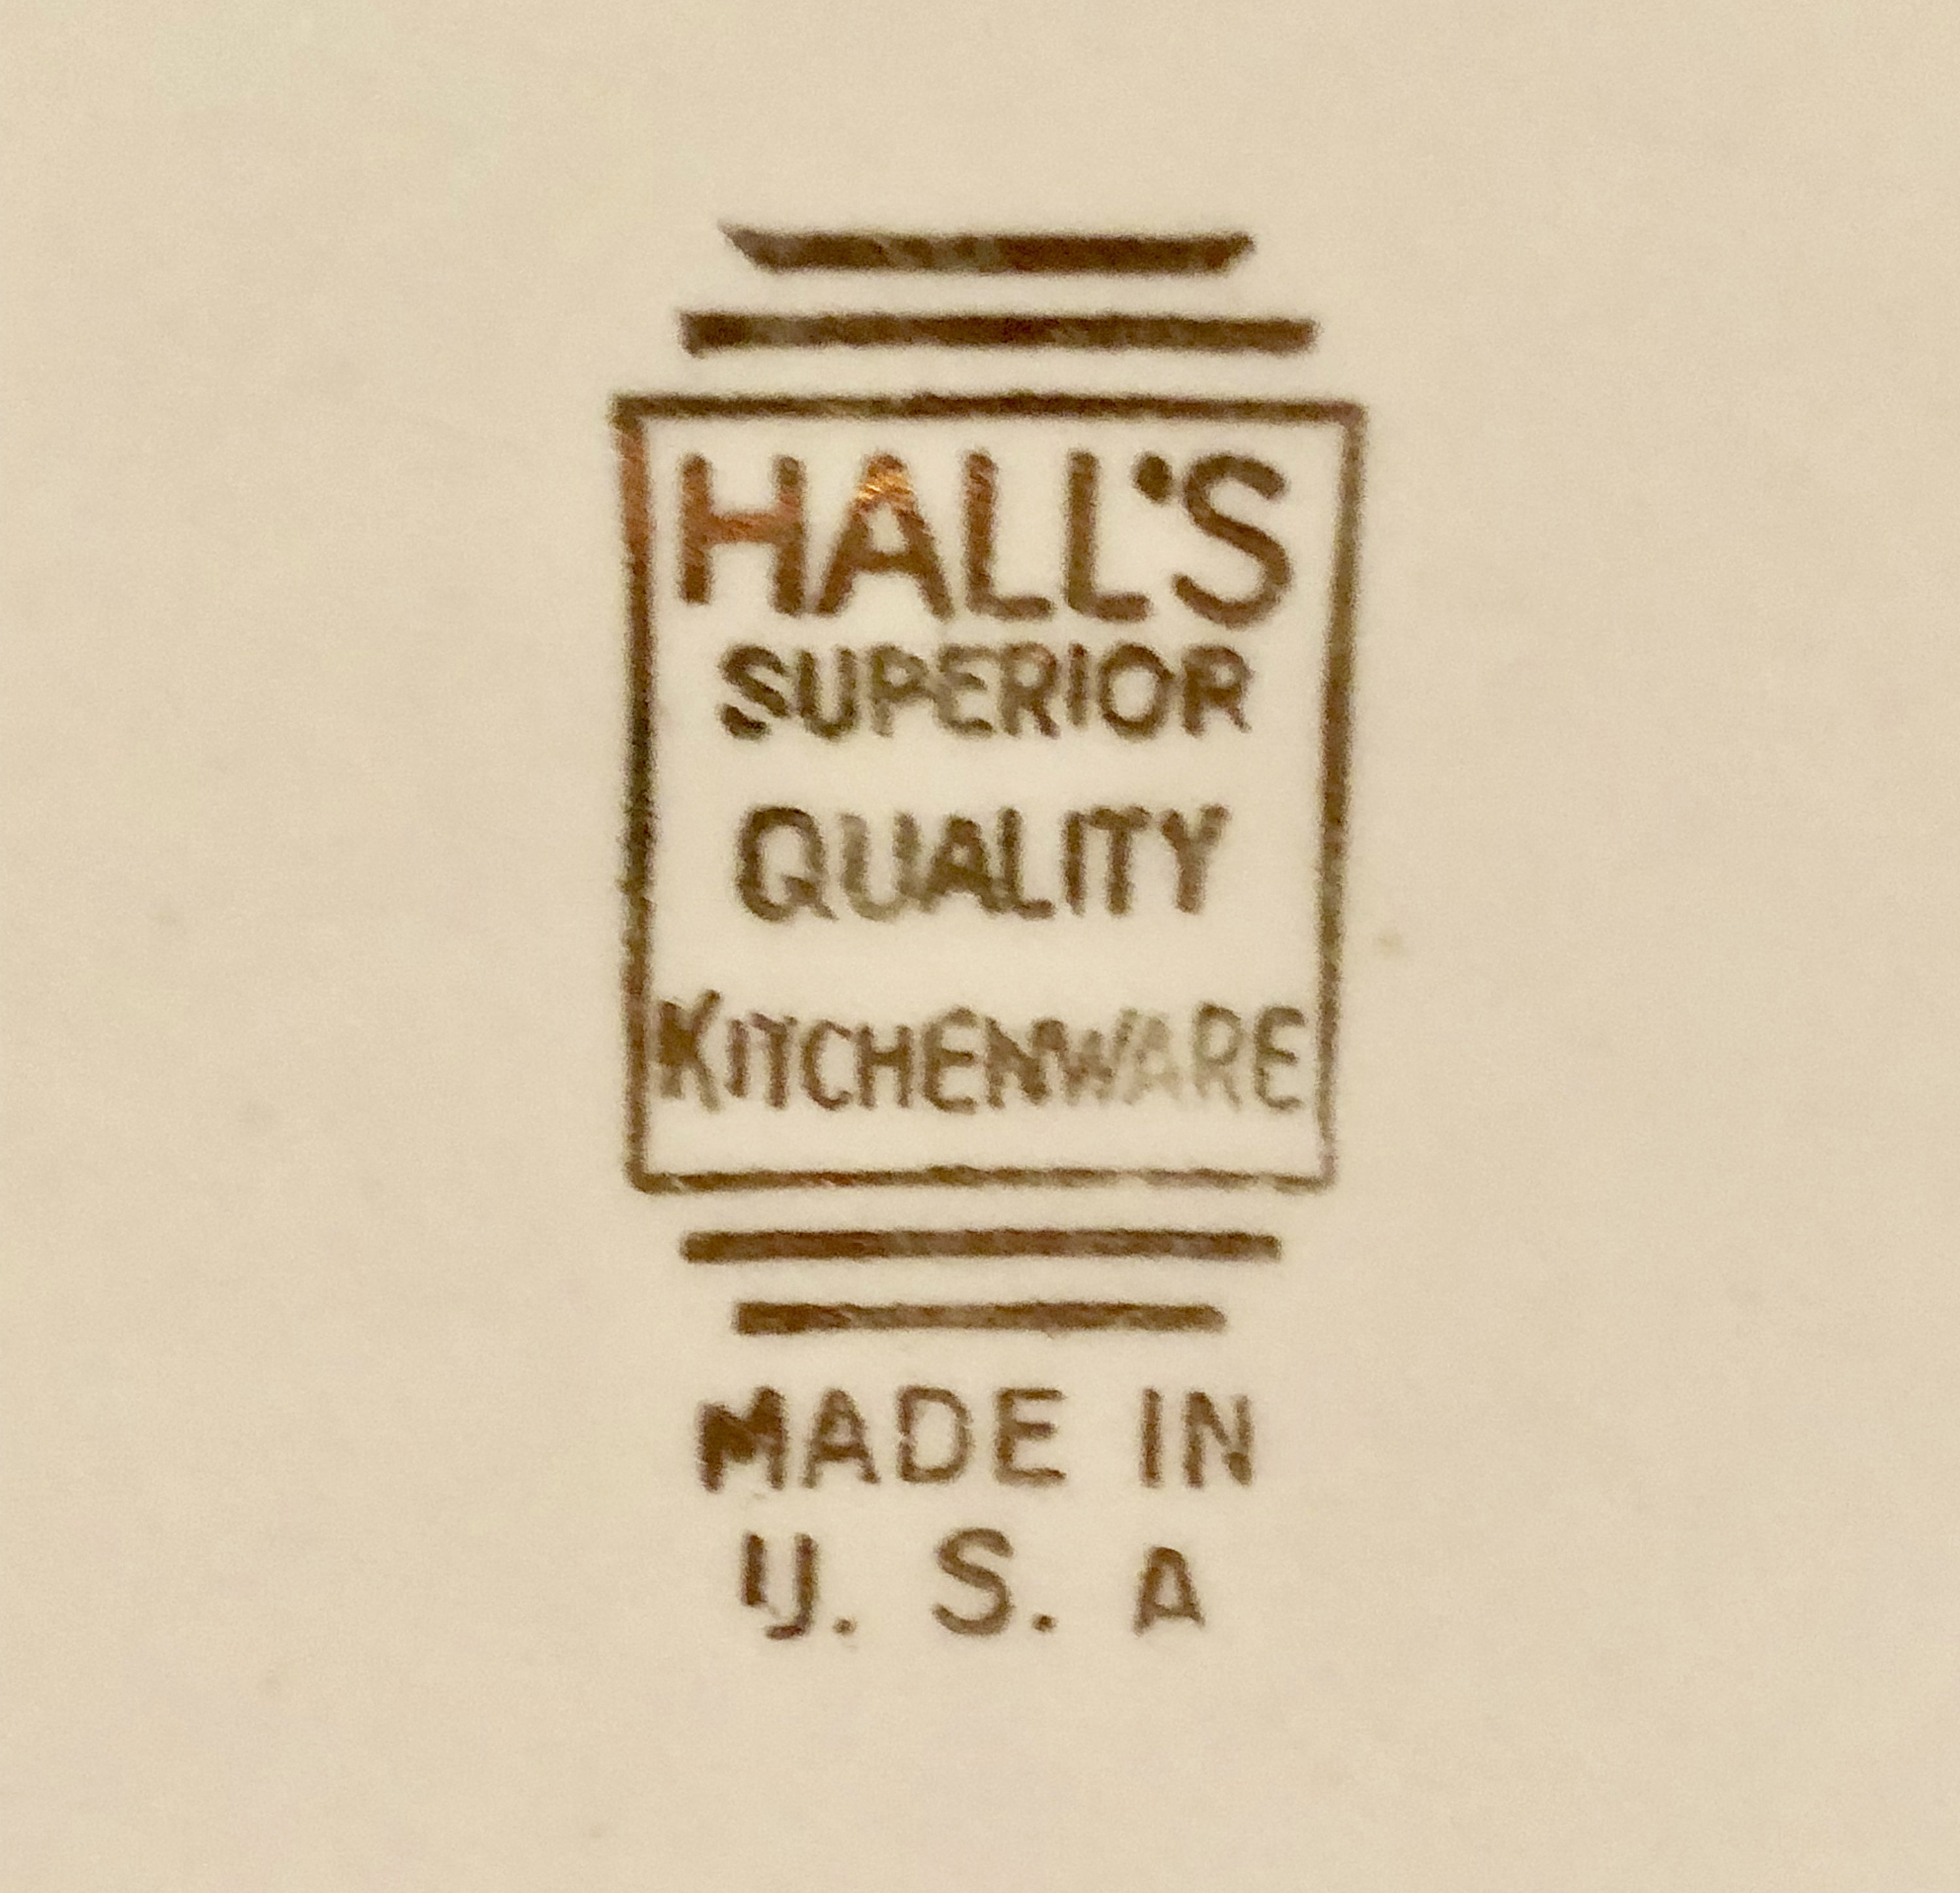 HALL'S
SUPERIOR
QUALITY
KITCHENWARE
MADE IN
U. S. A